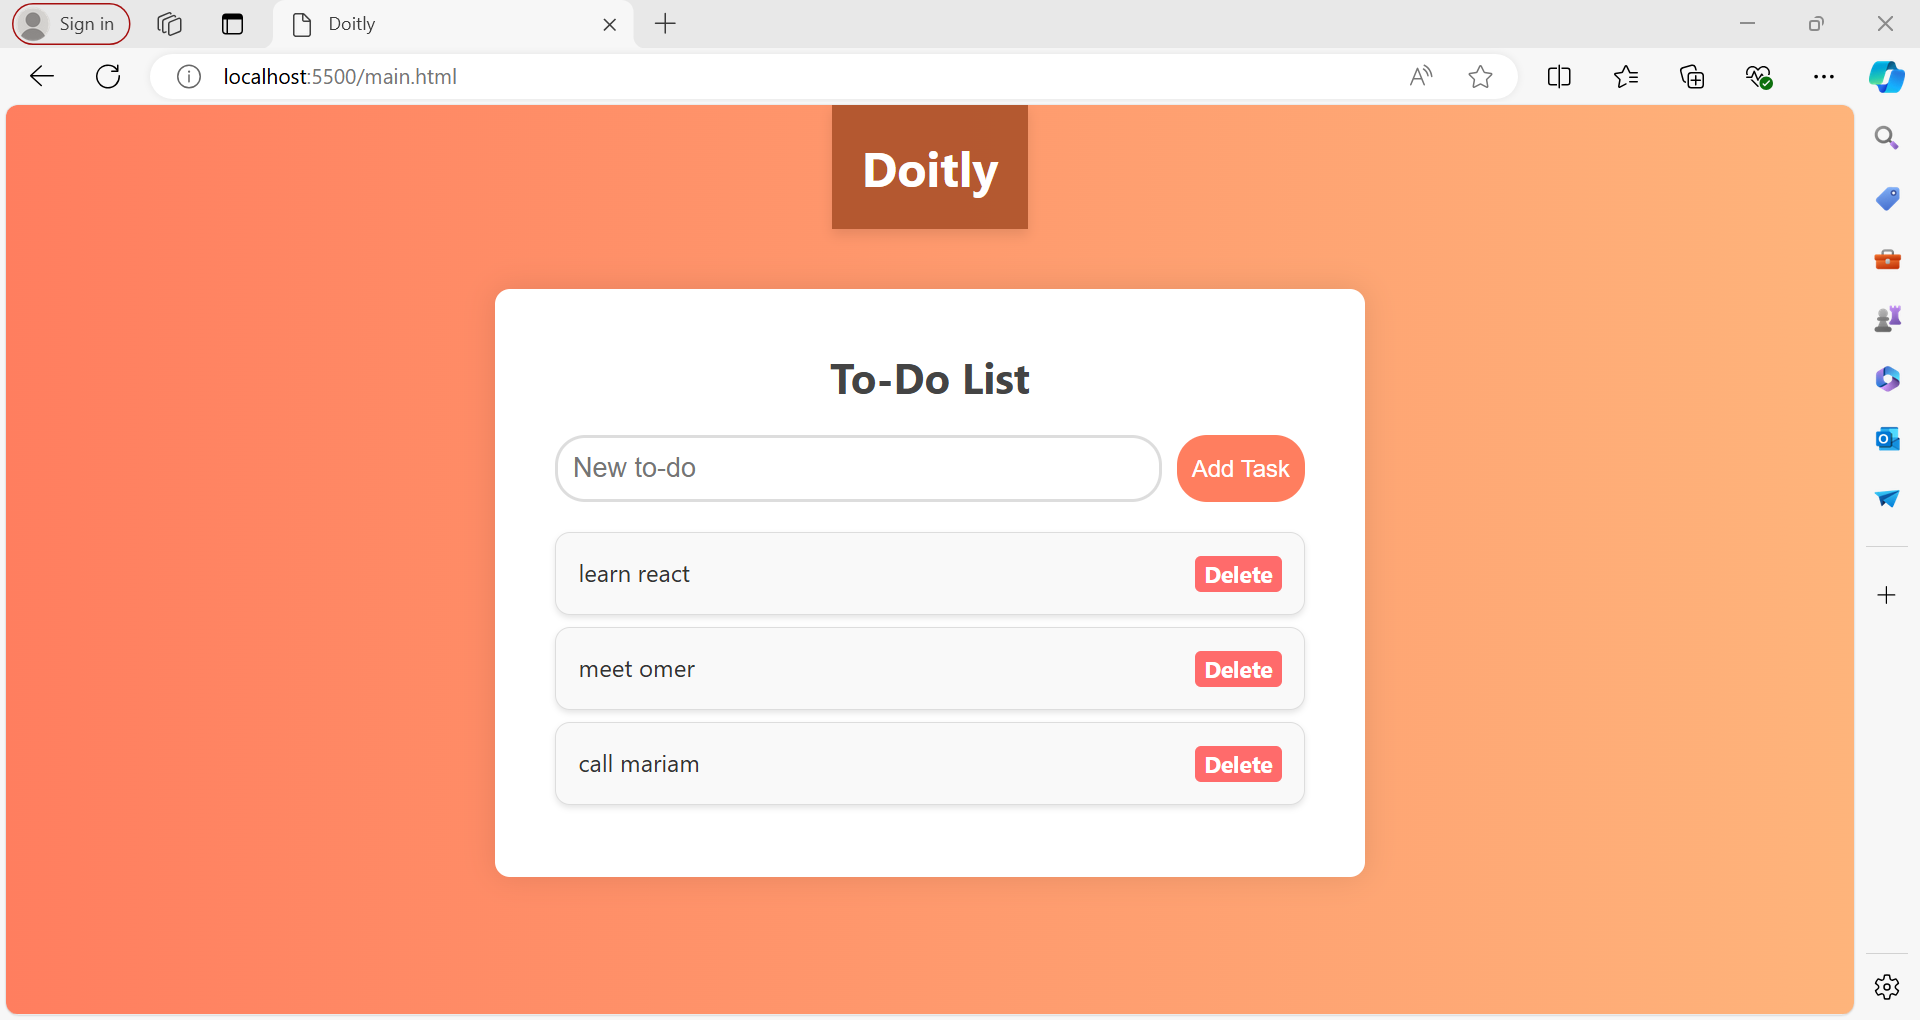 Sign in
Doitly
localhost:5500/main.html
Doitly
To-Do List
New to-do
Add Task
learn react
Delete
meet omer
Delete
call mariam
Delete